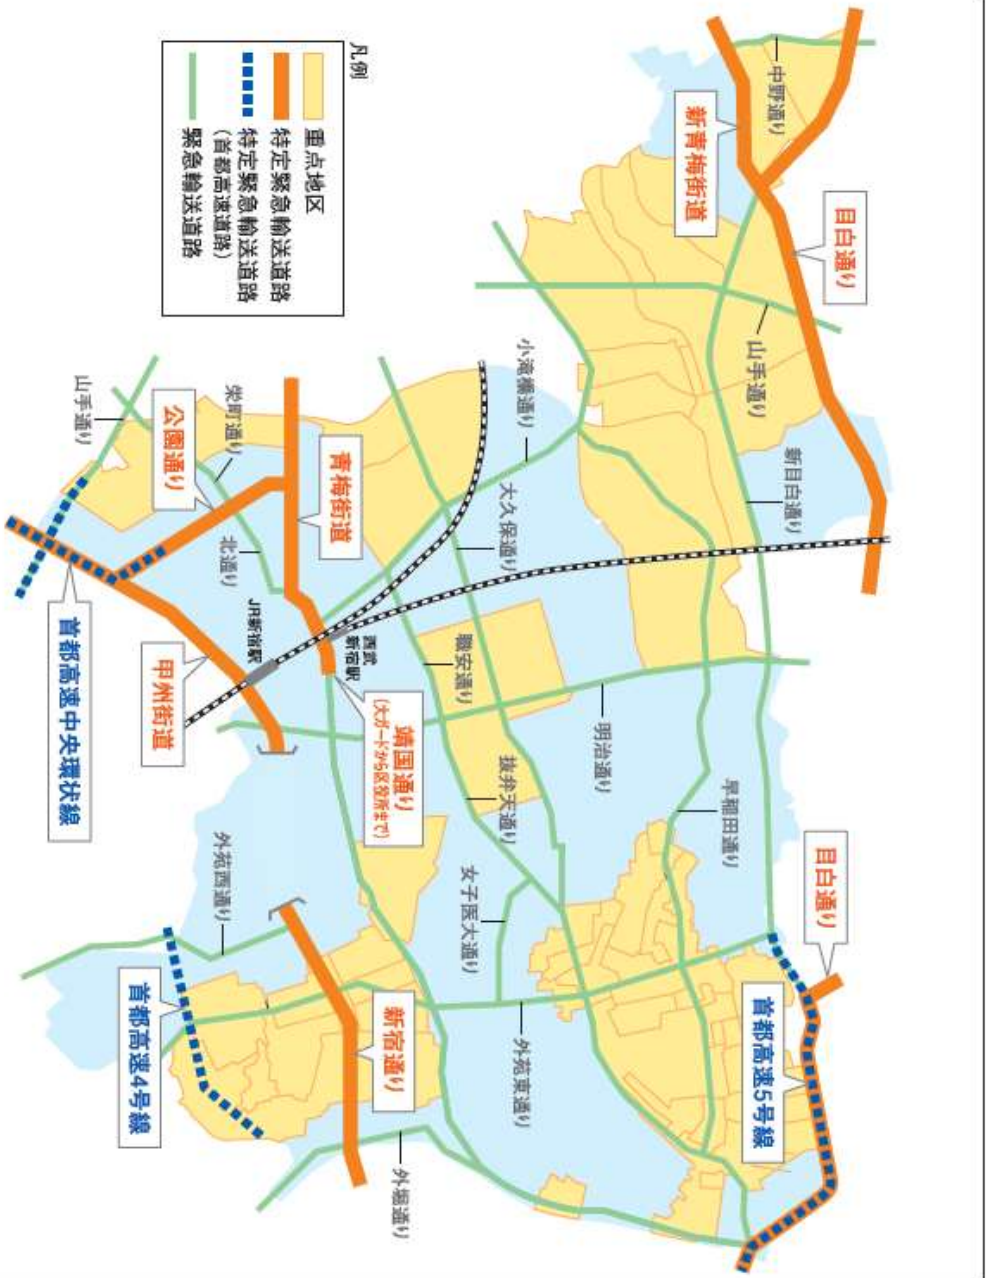 凡例
重点地区
特定緊急輸送道路
特定緊急輸送道路
(首都高速道路)
緊急輸送道路
中野通り
新青梅街道
目白通り
山手通り
新目白通り
小滝橋通り
大久保通り
山手通り
栄町通り
公園通り
青梅街道
北通り
JR新宿駅
西武
新宿駅
職安通り
首都高速中央環状線
甲州街道
靖国通り
(大ガードから区役所まで)
明治通り
抜弁天通り
早稲田通り
目白通り
女子医大通り
外苑西通り
首都高速4号線
新宿通り
外苑東通り
首都高速5号線
外堀通り